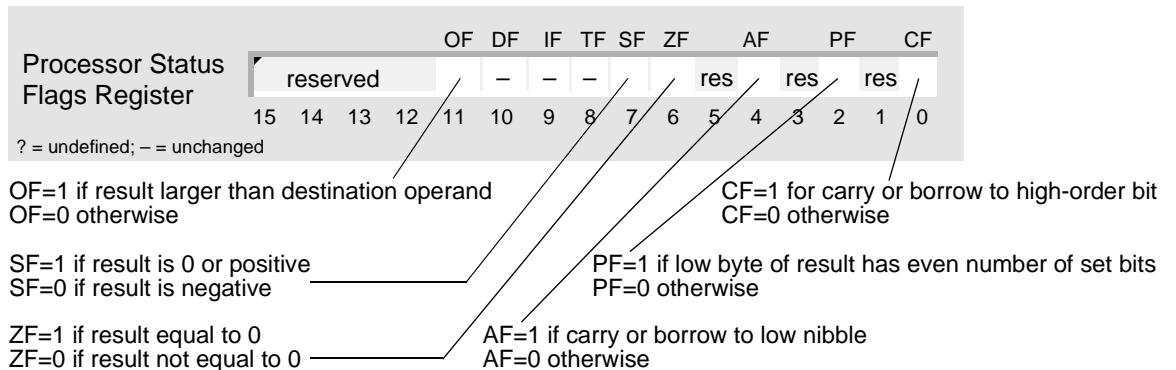 OF DF IF TF SF ZF AF PF CF
Processor Status
Flags Register
reserved – – – res res res
15 14 13 12 11 10 9 8 7 6 5 4 3 2 1 0
? = undefined; – = unchanged
OF=1 if result larger than destination operand
OF=0 otherwise
CF=1 for carry or borrow to high-order bit
CF=0 otherwise
SF=1 if result is 0 or positive
SF=0 if result is negative
PF=1 if low byte of result has even number of set bits
PF=0 otherwise
ZF=1 if result equal to 0
ZF=0 if result not equal to 0
AF=1 if carry or borrow to low nibble
AF=0 otherwise